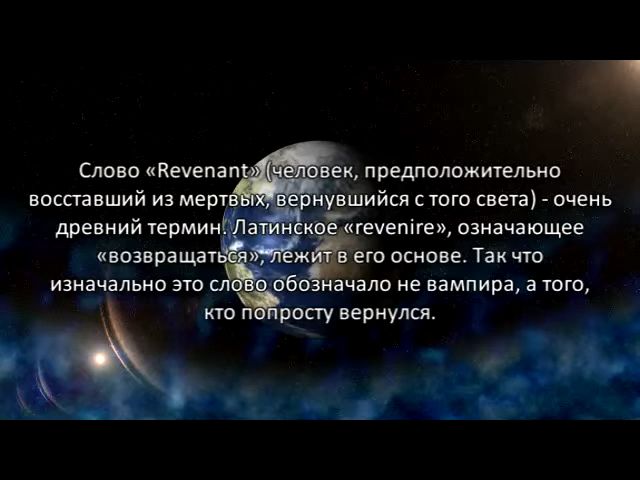 Слово «Revenant» (человек, предположительно
восставший из мертвых, вернувшийся с того света) - очень
древний термин. Латинское «revenire», означающее
«возвращаться», лежит в его основе. Так что
изначально это слово обозначало не вампира, а того,
кто попросту вернулся.